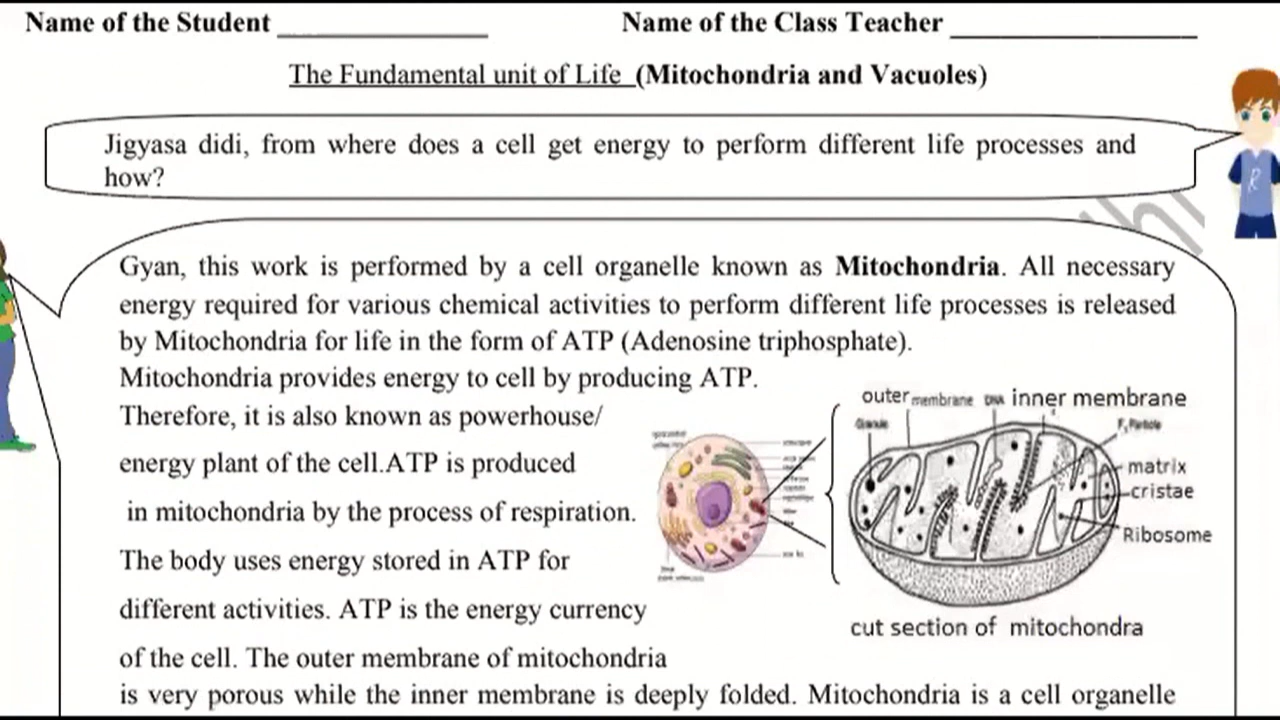 Name of the Student _______________ Name of the Class Teacher _______________
The Fundamental unit of Life (Mitochondria and Vacuoles)
Jigyasa didi, from where does a cell get energy to perform different life processes and
how?
R
Gyan, this work is performed by a cell organelle known as Mitochondria. All necessary
energy required for various chemical activities to perform different life processes is released
by Mitochondria for life in the form of ATP (Adenosine triphosphate).
Mitochondria provides energy to cell by producing ATP.
Therefore, it is also known as powerhouse/
energy plant of the cell.ATP is produced
in mitochondria by the process of respiration.
The body uses energy stored in ATP for
different activities. ATP is the energy currency
of the cell. The outer membrane of mitochondria
is very porous while the inner membrane is deeply folded. Mitochondria is a cell organelle
outer membrane DNA inner membrane
Granule
F₁ Particle
matrix
cristae
Ribosome
cut section of mitochondra